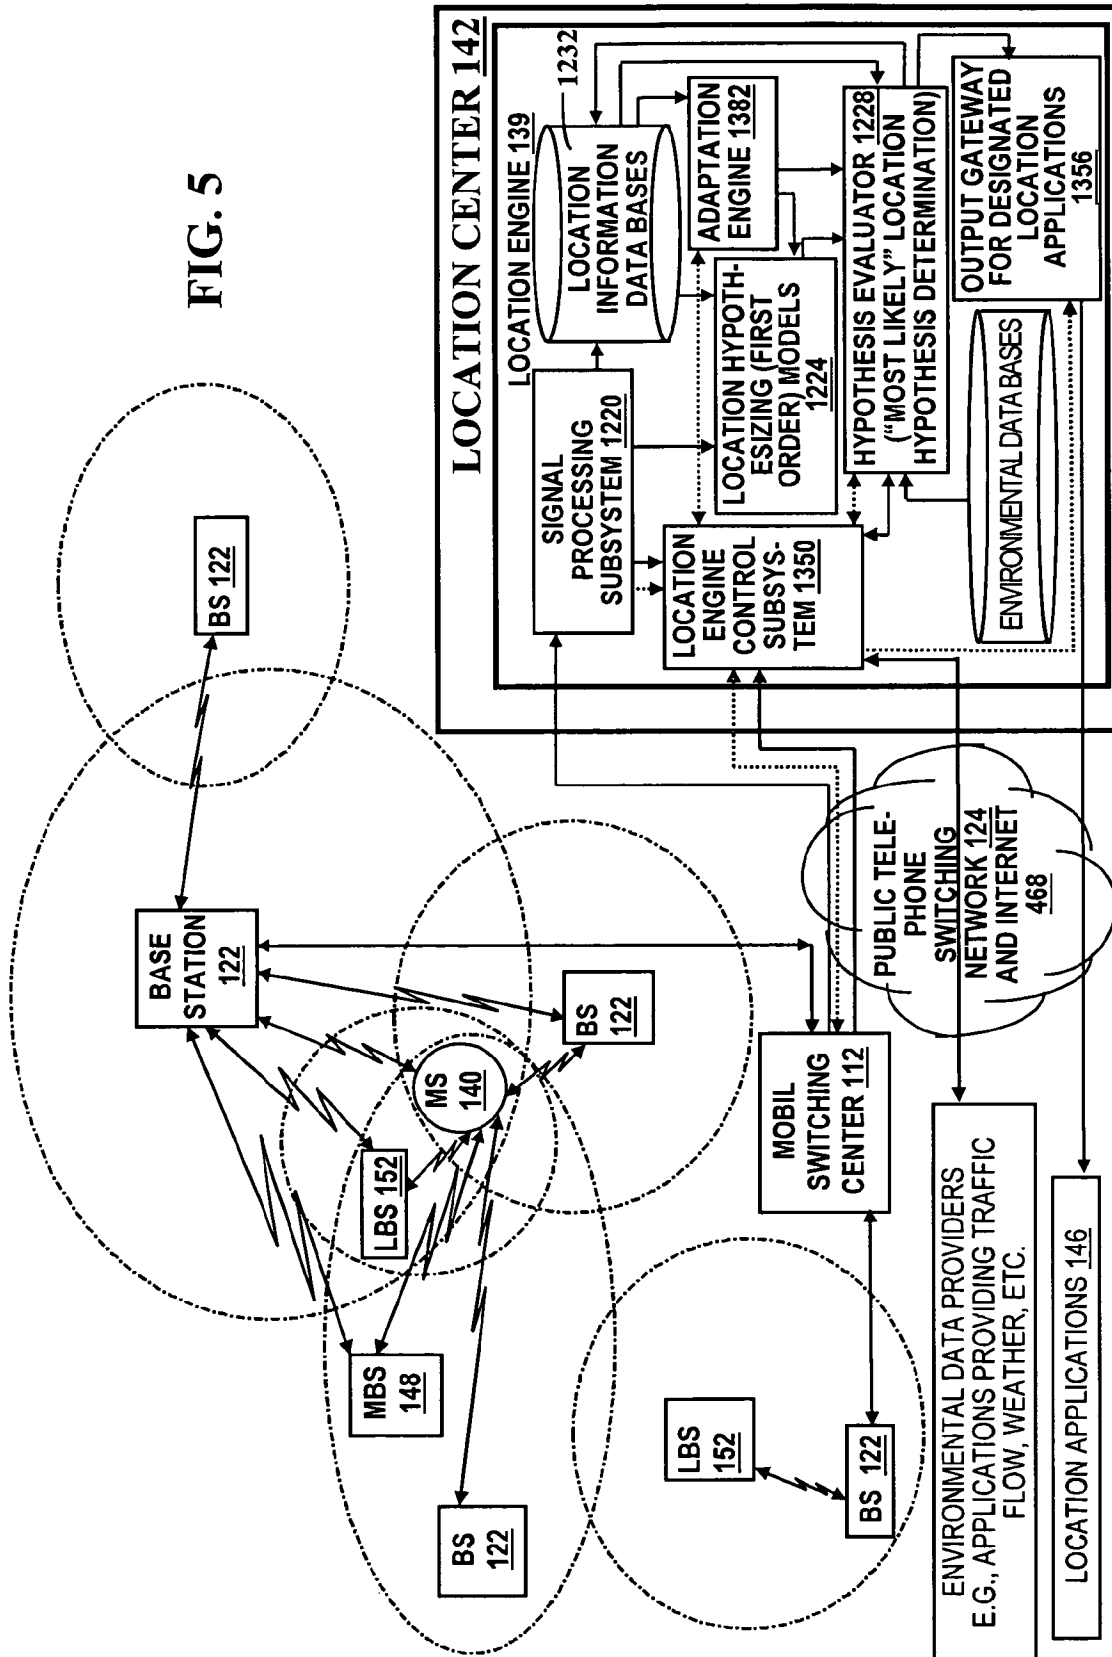 FIG. 5
BS 122
BASE
STATION
122
BS
122
MS
140
LBS 152
MBS
148
BS
122
LBS
152
BS 122
MOBIL
SWITCHING
CENTER 112
PUBLIC TELE-
PHONE
SWITCHING
NETWORK 124
AND INTERNET
468
ENVIRONMENTAL DATA PROVIDERS
E.G., APPLICATIONS PROVIDING TRAFFIC
FLOW, WEATHER, ETC.
LOCATION APPLICATIONS 146
LOCATION CENTER 142
LOCATION ENGINE 139
SIGNAL
PROCESSING
SUBSYSTEM 1220
1232
LOCATION
INFORMATION
DATA BASES
LOCATION
ENGINE
CONTROL
SUBSYS-
TEM 1350
LOCATION HYPOTH-
ESIZING (FIRST
ORDER) MODELS
1224
ADAPTATION
ENGINE 1382
HYPOTHESIS EVALUATOR 1228
(“MOST LIKELY” LOCATION
HYPOTHESIS DETERMINATION)
ENVIRONMENTAL DATA BASES
OUTPUT GATEWAY
FOR DESIGNATED
LOCATION
APPLICATIONS
1356